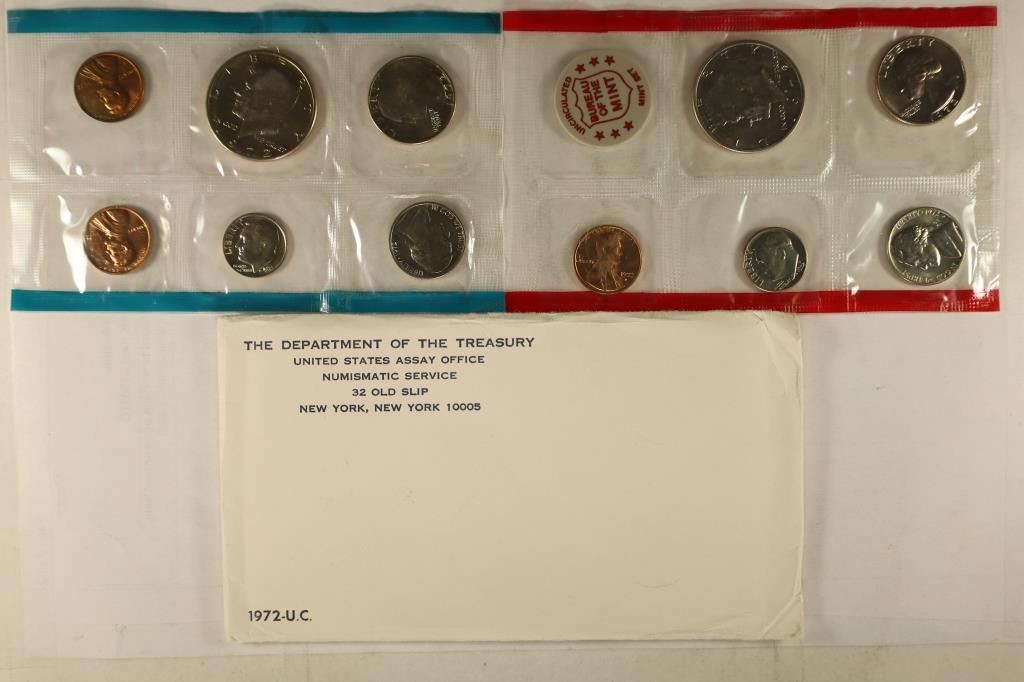 UNCIRCULATED
BUREAU
OF THE
MINT
MINT SET
LIBERTY
THE DEPARTMENT OF THE TREASURY
UNITED STATES ASSAY OFFICE
NUMISMATIC SERVICE
32 OLD SLIP
NEW YORK, NEW YORK 10005
1972-U.C.